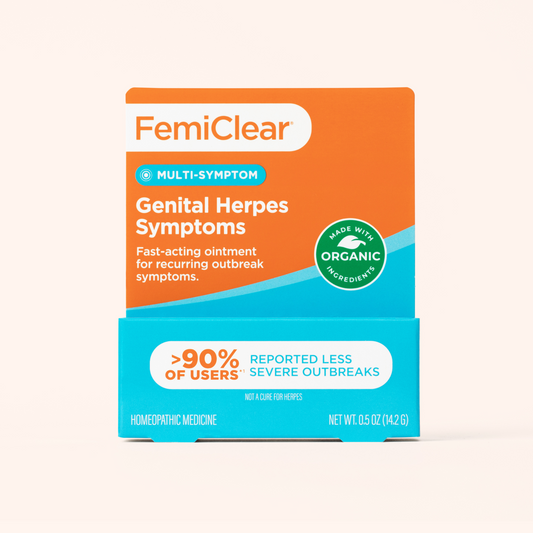 FemiClear®
MULTI-SYMPTOM
Genital Herpes
Symptoms
Fast-acting ointment
for recurring outbreak
symptoms.
MADE WITH
ORGANIC
INGREDIENTS
>90%
OF USERS*†
REPORTED LESS
SEVERE OUTBREAKS
NOT A CURE FOR HERPES
HOMEOPATHIC MEDICINE
NET WT. 0.5 OZ (14.2 G)